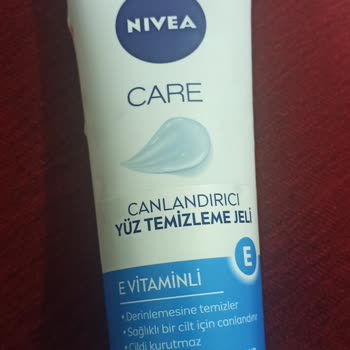 NIVEA
CARE
CANLANDIRICI
YÜZ TEMİZLEME JELİ
E
E VİTAMİNLİ
• Derinlemesine temizler
• Sağlıklı bir cilt için canlandırır
• Cildi kurutmaz